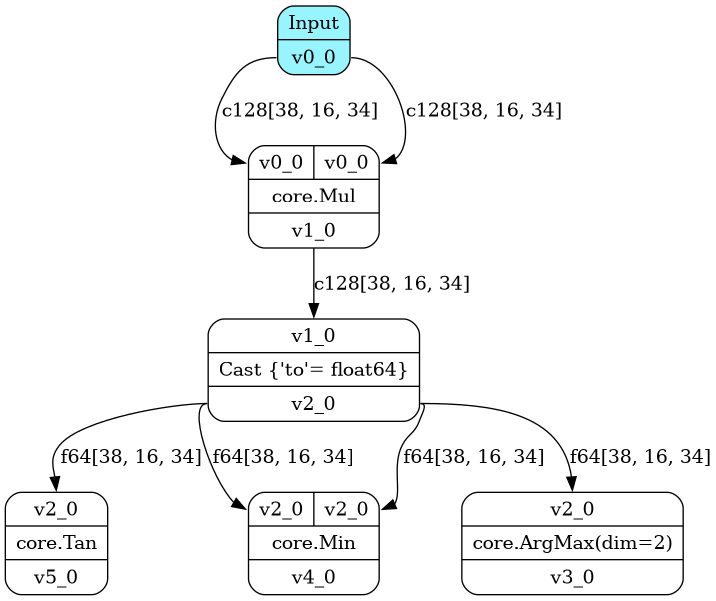 Input
v0_0
c128[38, 16, 34] c128[38, 16, 34]
v0_0 v0_0
core.Mul
v1_0
c128[38, 16, 34]
v1_0
Cast {'to'= float64}
v2_0
f64[38, 16, 34] f64[38, 16, 34] f64[38, 16, 34] f64[38, 16, 34]
v2_0 v2_0 v2_0 v2_0
core.Tan core.Min core.ArgMax(dim=2)
v5_0 v4_0 v3_0